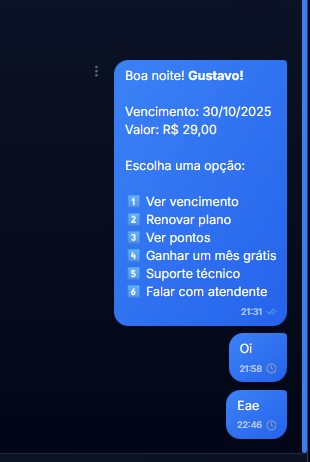 Boa noite! Gustavo!
Vencimento: 30/10/2025
Valor: R$ 29,00
Escolha uma opção:
1 Ver vencimento
2 Renovar plano
3 Ver pontos
4 Ganhar um mês grátis
5 Suporte técnico
6 Falar com atendente
21:31
Oi
21:58
Eae
22:46